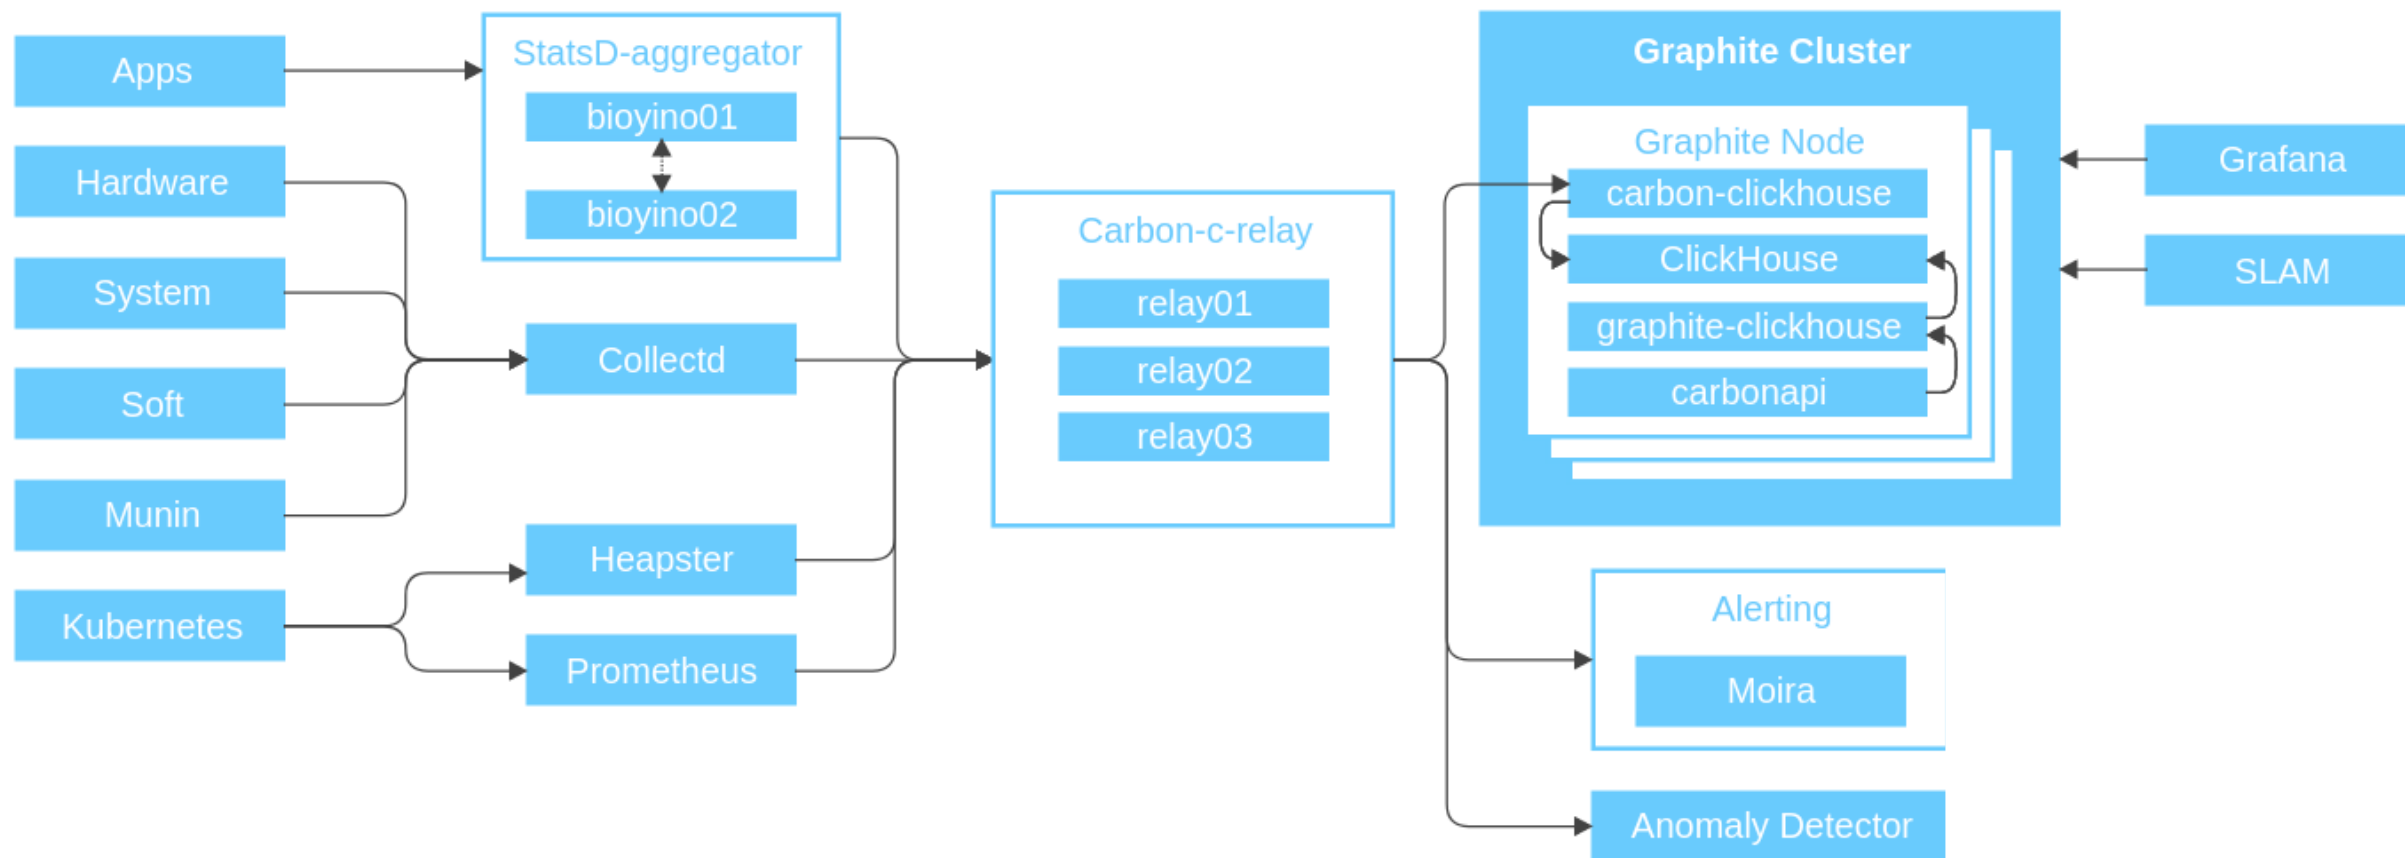 Apps
Hardware
System
Soft
Munin
Kubernetes
StatsD-aggregator
bioyino01
bioyino02
Collectd
Heapster
Prometheus
Carbon-c-relay
relay01
relay02
relay03
Graphite Cluster
Graphite Node
carbon-clickhouse
ClickHouse
graphite-clickhouse
carbonapi
Alerting
Moira
Anomaly Detector
Grafana
SLAM